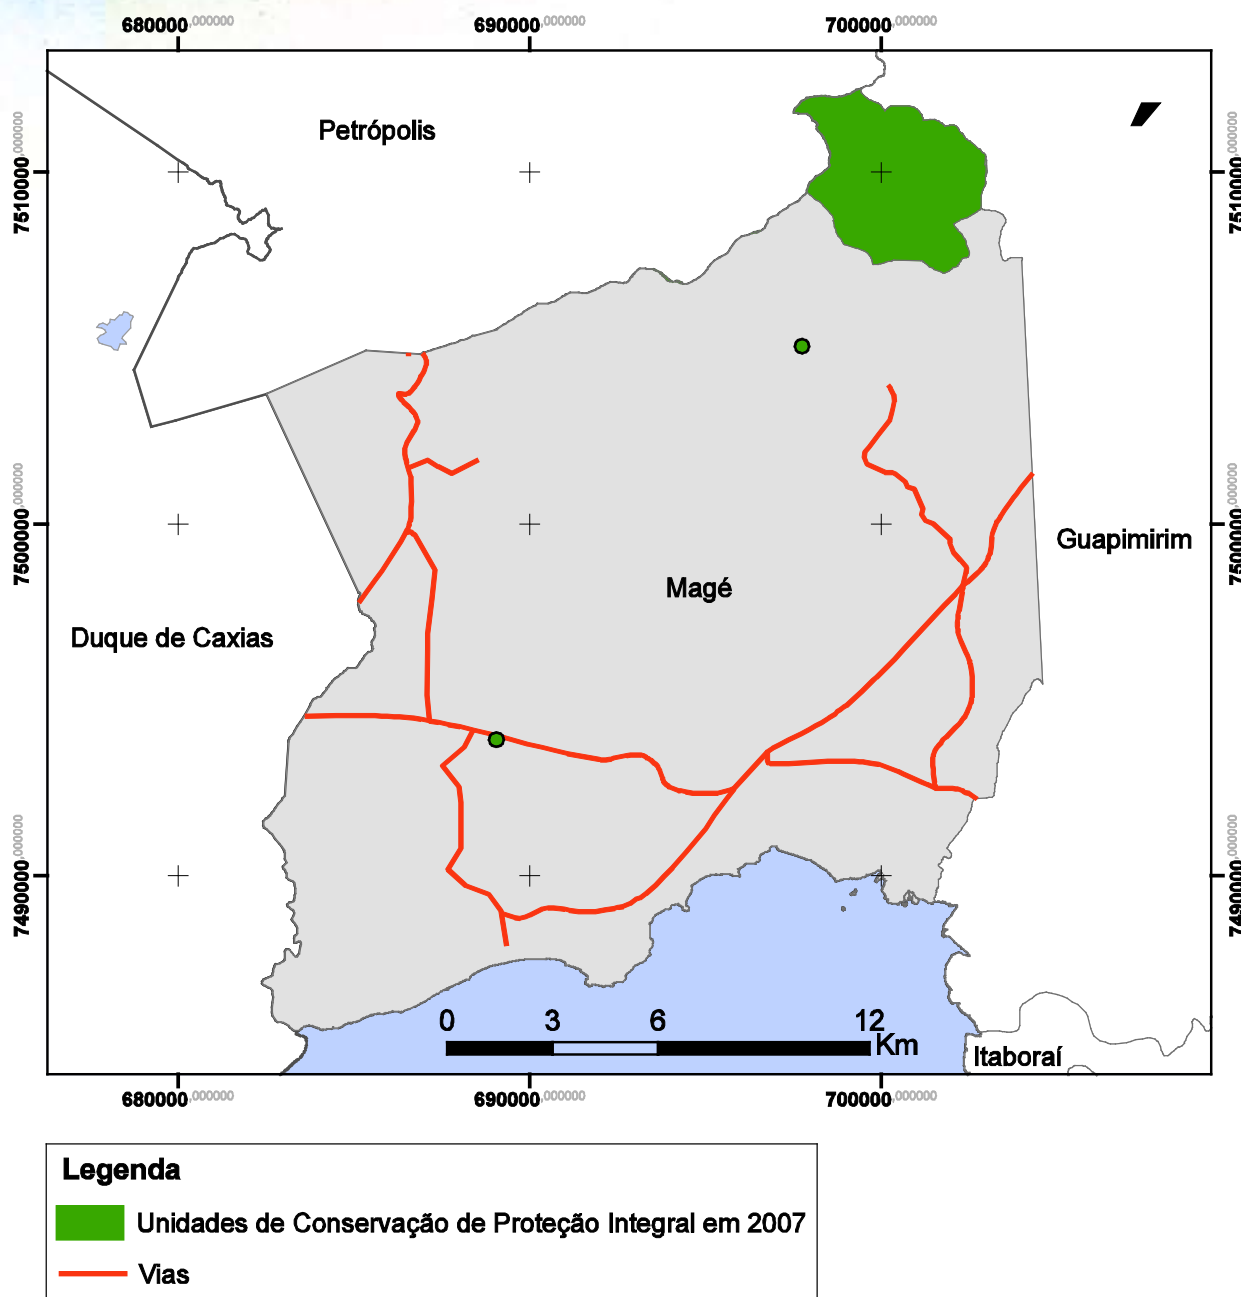 680000,000000 690000,000000 700000,000000
Petrópolis
7510000,000000 7510000,000000
7500000,000000 7500000,000000
Guapimirim
Magé
Duque de Caxias
7490000,000000 7490000,000000
0 3 6 12
Km
Itaboraí
680000,000000 690000,000000 700000,000000
Legenda
Unidades de Conservação de Proteção Integral em 2007
Vias